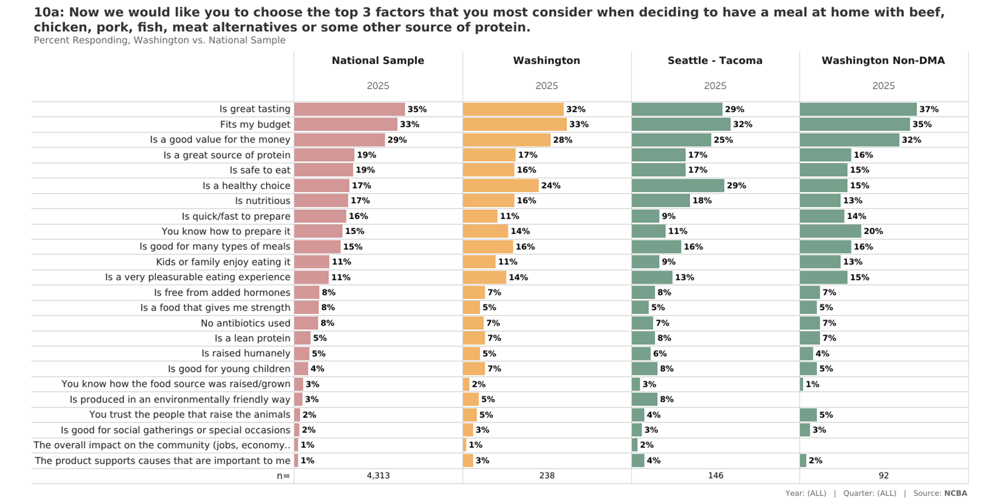 10a: Now we would like you to choose the top 3 factors that you most consider when deciding to have a meal at home with beef,
chicken, pork, fish, meat alternatives or some other source of protein.
Percent Responding, Washington vs. National Sample
National Sample Washington Seattle - Tacoma Washington Non-DMA
2025 2025 2025 2025
Is great tasting 35% 32% 29% 37%
Fits my budget 33% 33% 32% 35%
Is a good value for the money 29% 28% 25% 32%
Is a great source of protein 19% 17% 17% 16%
Is safe to eat 19% 16% 17% 15%
Is a healthy choice 17% 24% 29% 15%
Is nutritious 17% 16% 18% 13%
Is quick/fast to prepare 16% 11% 9% 14%
You know how to prepare it 15% 14% 11% 20%
Is good for many types of meals 15% 16% 16% 16%
Kids or family enjoy eating it 11% 11% 9% 13%
Is a very pleasurable eating experience 11% 14% 13% 15%
Is free from added hormones 8% 7% 8% 7%
Is a food that gives me strength 8% 5% 5% 5%
No antibiotics used 8% 7% 7% 7%
Is a lean protein 5% 7% 8% 7%
Is raised humanely 5% 5% 6% 4%
Is good for young children 4% 7% 8% 5%
You know how the food source was raised/grown 3% 2% 3% 1%
Is produced in an environmentally friendly way 3% 5% 8%
You trust the people that raise the animals 2% 5% 4% 5%
Is good for social gatherings or special occasions 2% 3% 3% 3%
The overall impact on the community (jobs, economy.. 1% 1% 2%
The product supports causes that are important to me 1% 3% 4% 2%
n= 4,313 238 146 92
Year: (ALL) | Quarter: (ALL) | Source: NCBA